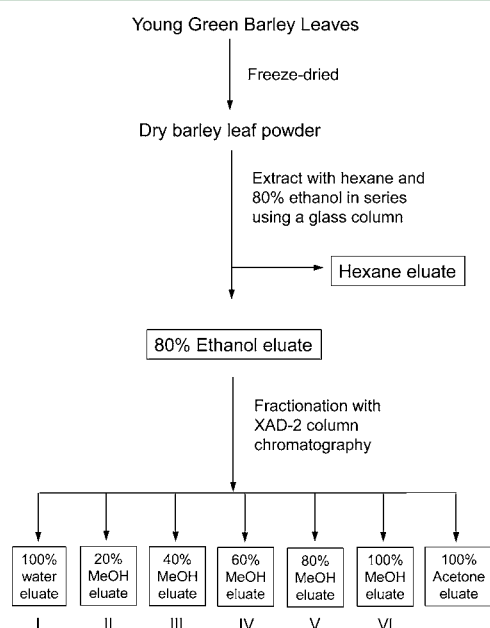 Young Green Barley Leaves
Freeze-dried
Dry barley leaf powder
Extract with hexane and
80% ethanol in series
using a glass column
Hexane eluate
80% Ethanol eluate
Fractionation with
XAD-2 column
chromatography
100%
water
eluate
20%
MeOH
eluate
40%
MeOH
eluate
60%
MeOH
eluate
80%
MeOH
eluate
100%
MeOH
eluate
100%
Acetone
eluate
I
II
III
IV
V
VI